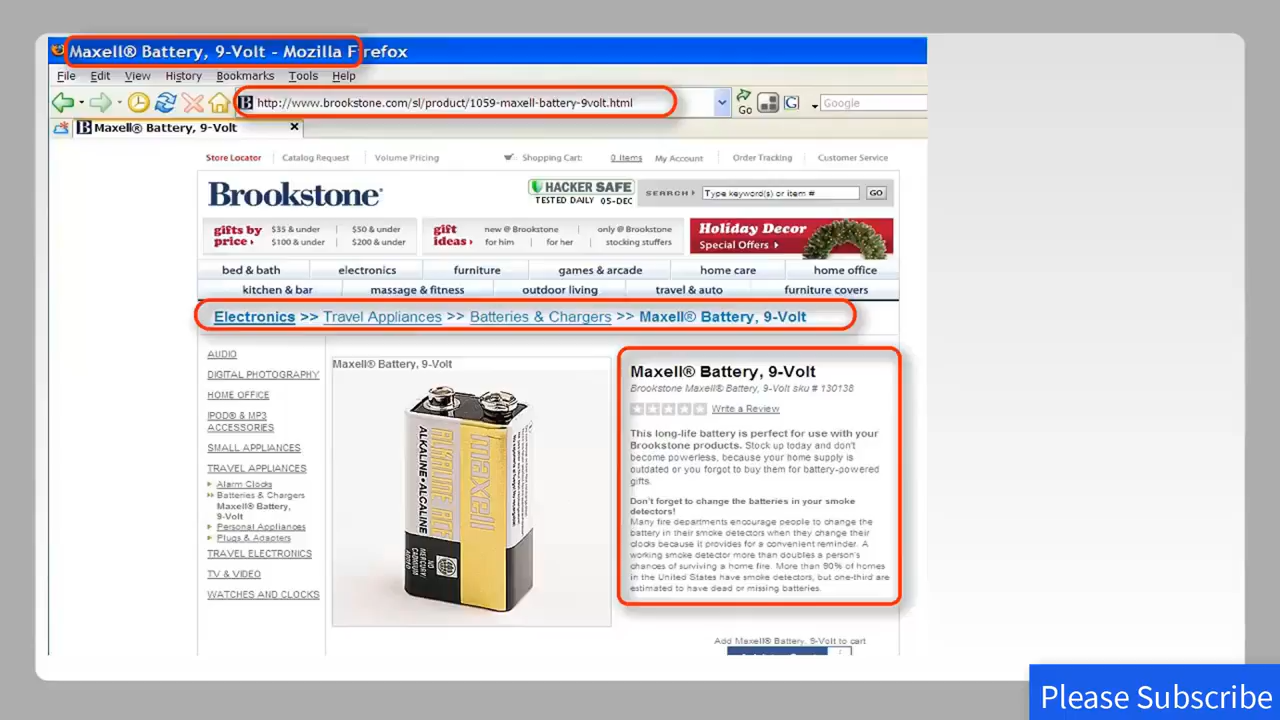 Maxell® Battery, 9-Volt - Mozilla Firefox
File Edit View History Bookmarks Tools Help
http://www.brookstone.com/sl/product/1059-maxell-battery-9volt.html
Go
Google
Maxell® Battery, 9-Volt
Store Locator Catalog Request Volume Pricing Shopping Cart: 0 Items My Account Order Tracking Customer Service
Brookstone®
HACKER SAFE
TESTED DAILY 05-DEC
SEARCH Type keyword(s) or item # GO
gifts by price
$35 & under $50 & under
$100 & under $200 & under
gift ideas
new @ Brookstone only @ Brookstone
for him for her stocking stuffers
Holiday Decor
Special Offers
bed & bath electronics furniture games & arcade home care home office
kitchen & bar massage & fitness outdoor living travel & auto furniture covers
Electronics >> Travel Appliances >> Batteries & Chargers >> Maxell® Battery, 9-Volt
AUDIO
DIGITAL PHOTOGRAPHY
HOME OFFICE
IPOD® & MP3
ACCESSORIES
SMALL APPLIANCES
TRAVEL APPLIANCES
Alarm Clocks
Batteries & Chargers
Maxell® Battery,
9-Volt
Personal Appliances
Plugs & Adapters
TRAVEL ELECTRONICS
TV & VIDEO
WATCHES AND CLOCKS
Maxell® Battery, 9-Volt
maxell
ALKALINE ACE
ALKALINE•ALCALINE
Maxell® Battery, 9-Volt
Brookstone Maxell® Battery, 9-Volt sku # 130138
Write a Review
This long-life battery is perfect for use with your
Brookstone products. Stock up today and don't
become powerless, because your home supply is
outdated or you forgot to buy them for battery-powered
gifts.
Don't forget to change the batteries in your smoke
detectors!
Many fire departments encourage people to change the
battery in their smoke detectors when they change their
clocks because it provides for a convenient reminder. A
working smoke detector more than doubles a person's
chances of surviving a home fire. More than 90% of homes
in the United States have smoke detectors, but one-third are
estimated to have dead or missing batteries.
Add Maxell® Battery, 9-Volt to cart
Please Subscribe